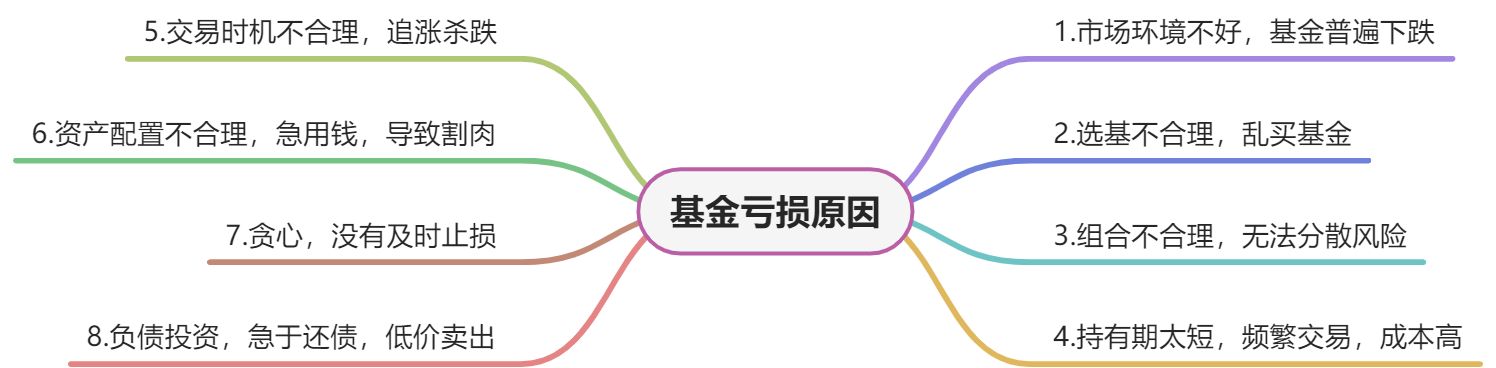 基金亏损原因
1.市场环境不好，基金普遍下跌
2.选基不合理，乱买基金
3.组合不合理，无法分散风险
4.持有期太短，频繁交易，成本高
5.交易时机不合理，追涨杀跌
6.资产配置不合理，急用钱，导致割肉
7.贪心，没有及时止损
8.负债投资，急于还债，低价卖出